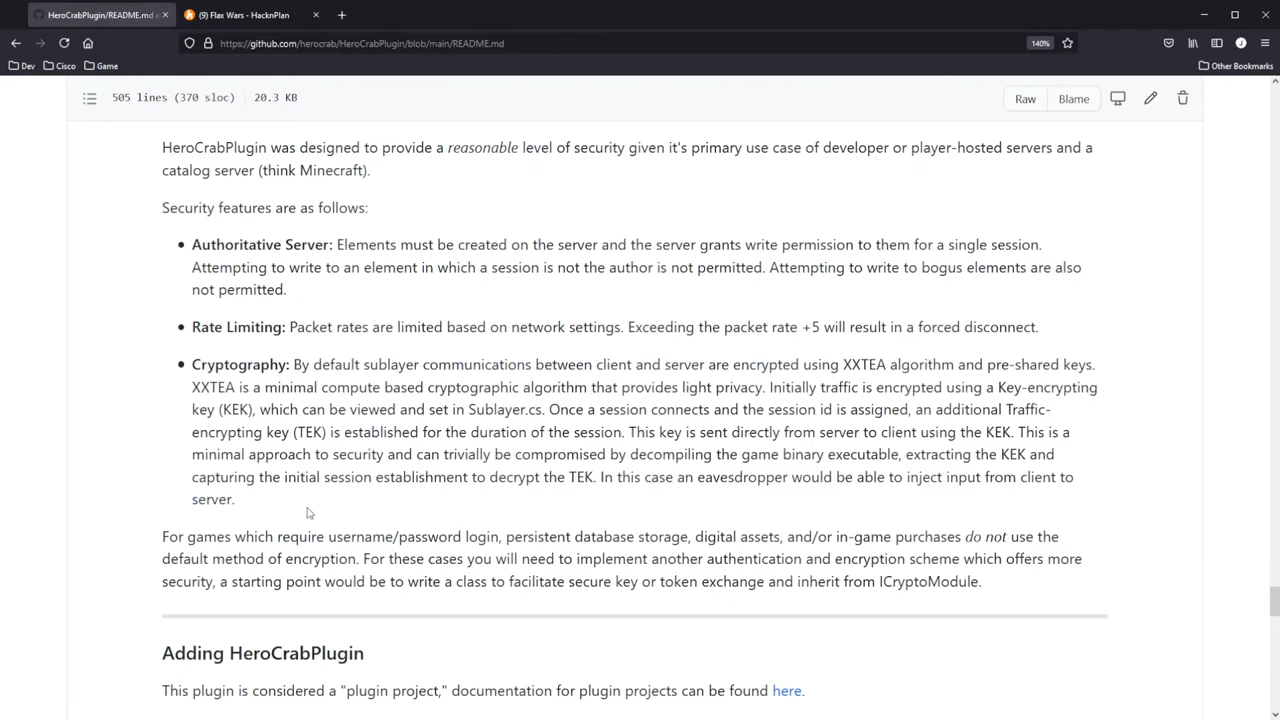 HeroCrabPlugin/README.md a
(9) Flax Wars - HacknPlan
https://github.com/herocrab/HeroCrabPlugin/blob/main/README.md
140%
J
Dev
Cisco
Game
Other Bookmarks
505 lines (370 sloc)
20.3 KB
Raw
Blame
HeroCrabPlugin was designed to provide a reasonable level of security given it's primary use case of developer or player-hosted servers and a
catalog server (think Minecraft).
Security features are as follows:
Authoritative Server: Elements must be created on the server and the server grants write permission to them for a single session.
Attempting to write to an element in which a session is not the author is not permitted. Attempting to write to bogus elements are also
not permitted.
Rate Limiting: Packet rates are limited based on network settings. Exceeding the packet rate +5 will result in a forced disconnect.
Cryptography: By default sublayer communications between client and server are encrypted using XXTEA algorithm and pre-shared keys.
XXTEA is a minimal compute based cryptographic algorithm that provides light privacy. Initially traffic is encrypted using a Key-encrypting
key (KEK), which can be viewed and set in Sublayer.cs. Once a session connects and the session id is assigned, an additional Traffic-
encrypting key (TEK) is established for the duration of the session. This key is sent directly from server to client using the KEK. This is a
minimal approach to security and can trivially be compromised by decompiling the game binary executable, extracting the KEK and
capturing the initial session establishment to decrypt the TEK. In this case an eavesdropper would be able to inject input from client to
server.
For games which require username/password login, persistent database storage, digital assets, and/or in-game purchases do not use the
default method of encryption. For these cases you will need to implement another authentication and encryption scheme which offers more
security, a starting point would be to write a class to facilitate secure key or token exchange and inherit from ICryptoModule.
Adding HeroCrabPlugin
This plugin is considered a "plugin project," documentation for plugin projects can be found here.